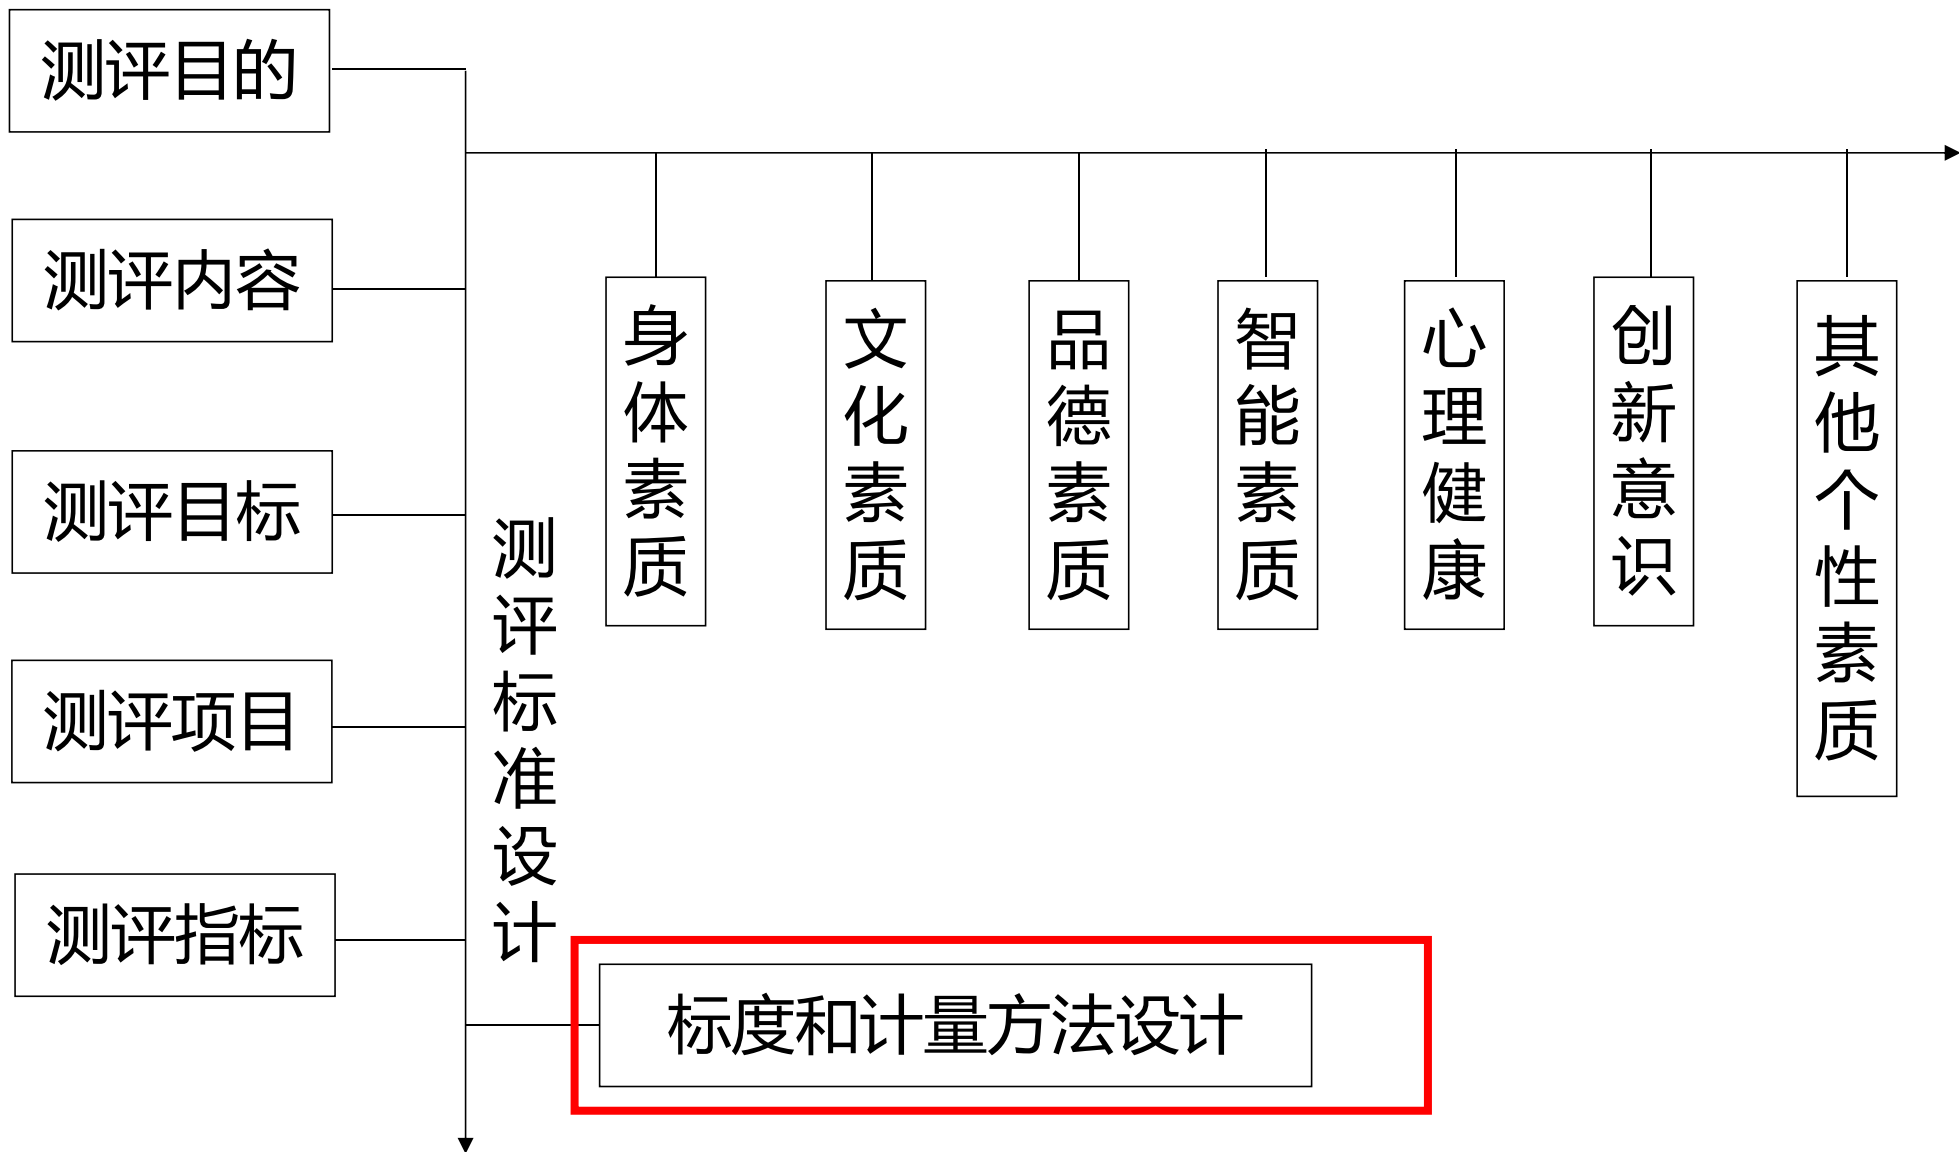 测评目的
测评内容
测评目标
测评项目
测评指标
测评标准设计
身体素质
文化素质
品德素质
智能素质
心理健康
创新意识
其他个性素质
标度和计量方法设计